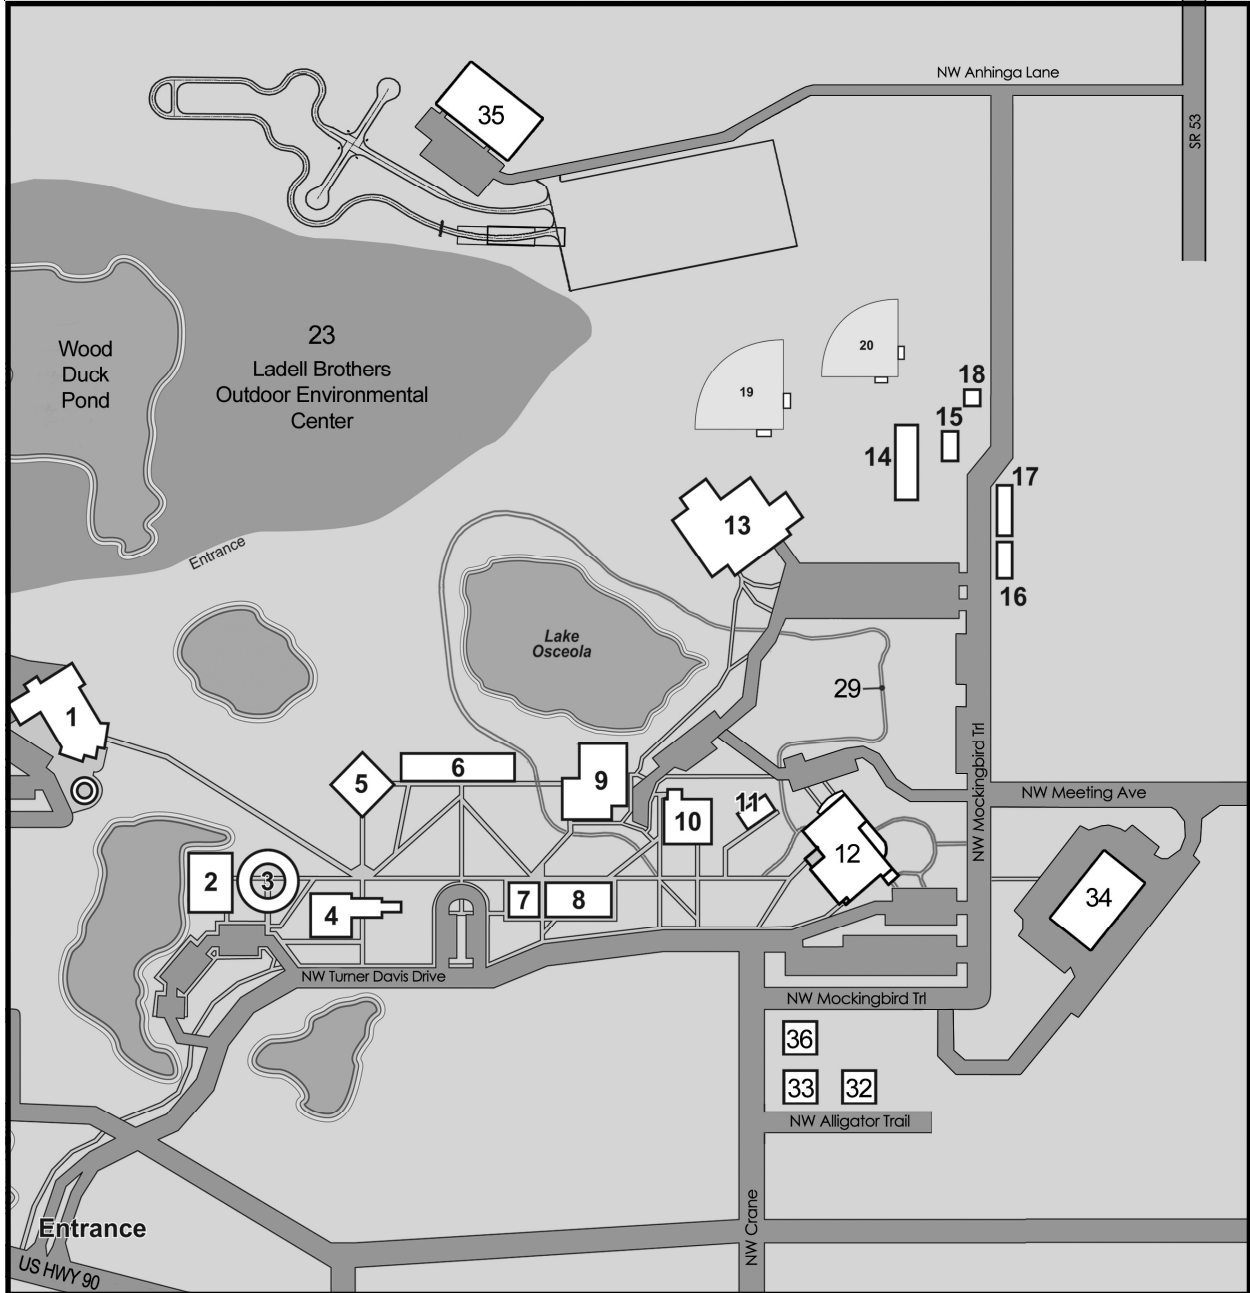 NW Anhinga Lane
35
SR 53
23
Ladell Brothers
Outdoor Environmental
Center
Wood
Duck
Pond
20
19
18
15
14
17
13
16
Entrance
Lake
Osceola
29
1
NW Mockingbird Trl
5
6
9
NW Meeting Ave
10
11
12
2
3
4
7
8
34
NW Turner Davis Drive
NW Mockingbird Trl
36
33
32
NW Alligator Trail
NW Crane
Entrance
US HWY 90